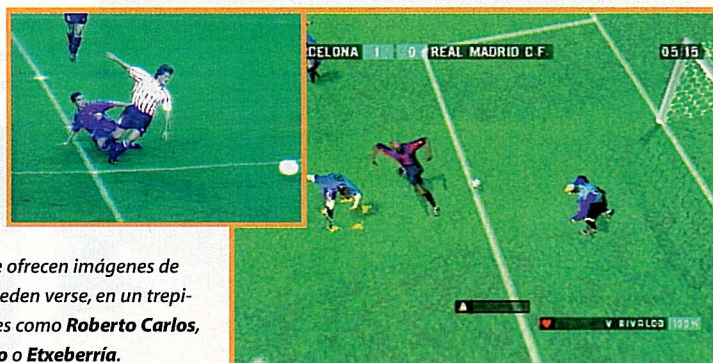 CELONA 1 0 REAL MADRID C.F. 05:15
V. RIVALDO 100%
e ofrecen imágenes de
eden verse, en un trepi-
es como Roberto Carlos,
o o Etxeberría.